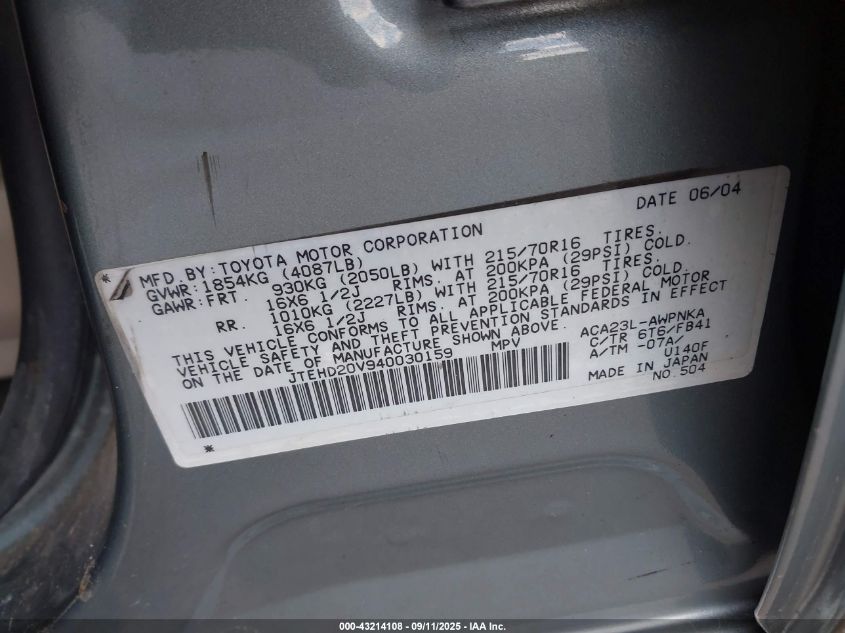 DATE 06/04
MFD. BY: TOYOTA MOTOR CORPORATION
GVWR: 1854KG (4087LB)
GAWR: FRT. 930KG (2050LB) WITH 215/70R16 TIRES.
16X6 1/2J RIMS. AT 200KPA (29PSI) COLD.
RR. 1010KG (2227LB) WITH 215/70R16 TIRES.
16X6 1/2J RIMS. AT 200KPA (29PSI) COLD.
THIS VEHICLE CONFORMS TO ALL APPLICABLE FEDERAL MOTOR
VEHICLE SAFETY AND THEFT PREVENTION STANDARDS IN EFFECT
ON THE DATE OF MANUFACTURE SHOWN ABOVE.
JTEHD20V940030159 MPV
ACA23L-AWPNKA
C/TR 6T6/FB41
A/TM -07A/ U140F
MADE IN JAPAN
NO. 504
000-43214108 - 09/11/2025 - IAA Inc.